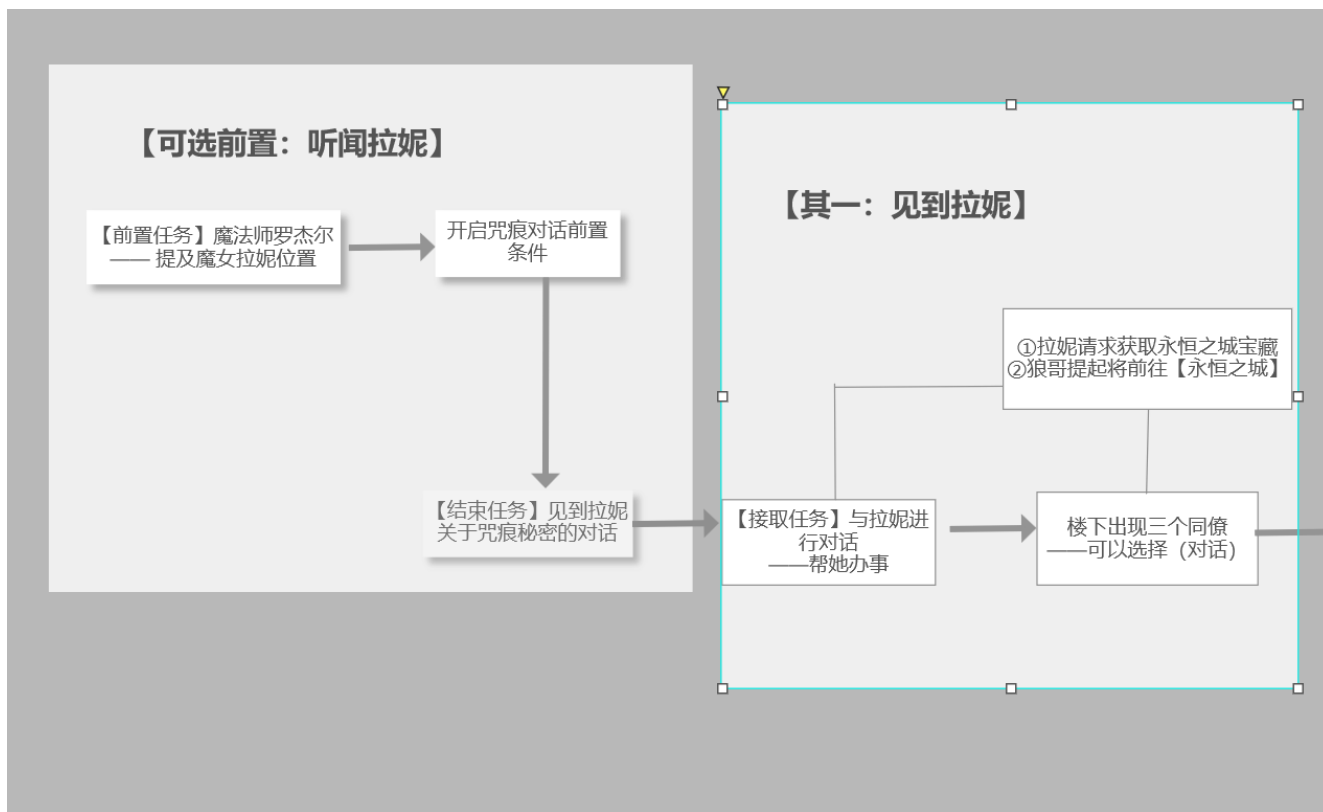 【可选前置：听闻拉妮】
【前置任务】魔法师罗杰尔
—— 提及魔女拉妮位置
开启咒痕对话前置
条件
【结束任务】见到拉妮
关于咒痕秘密的对话
【其一：见到拉妮】
①拉妮请求获取永恒之城宝藏
②狼哥提起将前往【永恒之城】
【接取任务】与拉妮进
行对话
——帮她办事
楼下出现三个同僚
——可以选择（对话）